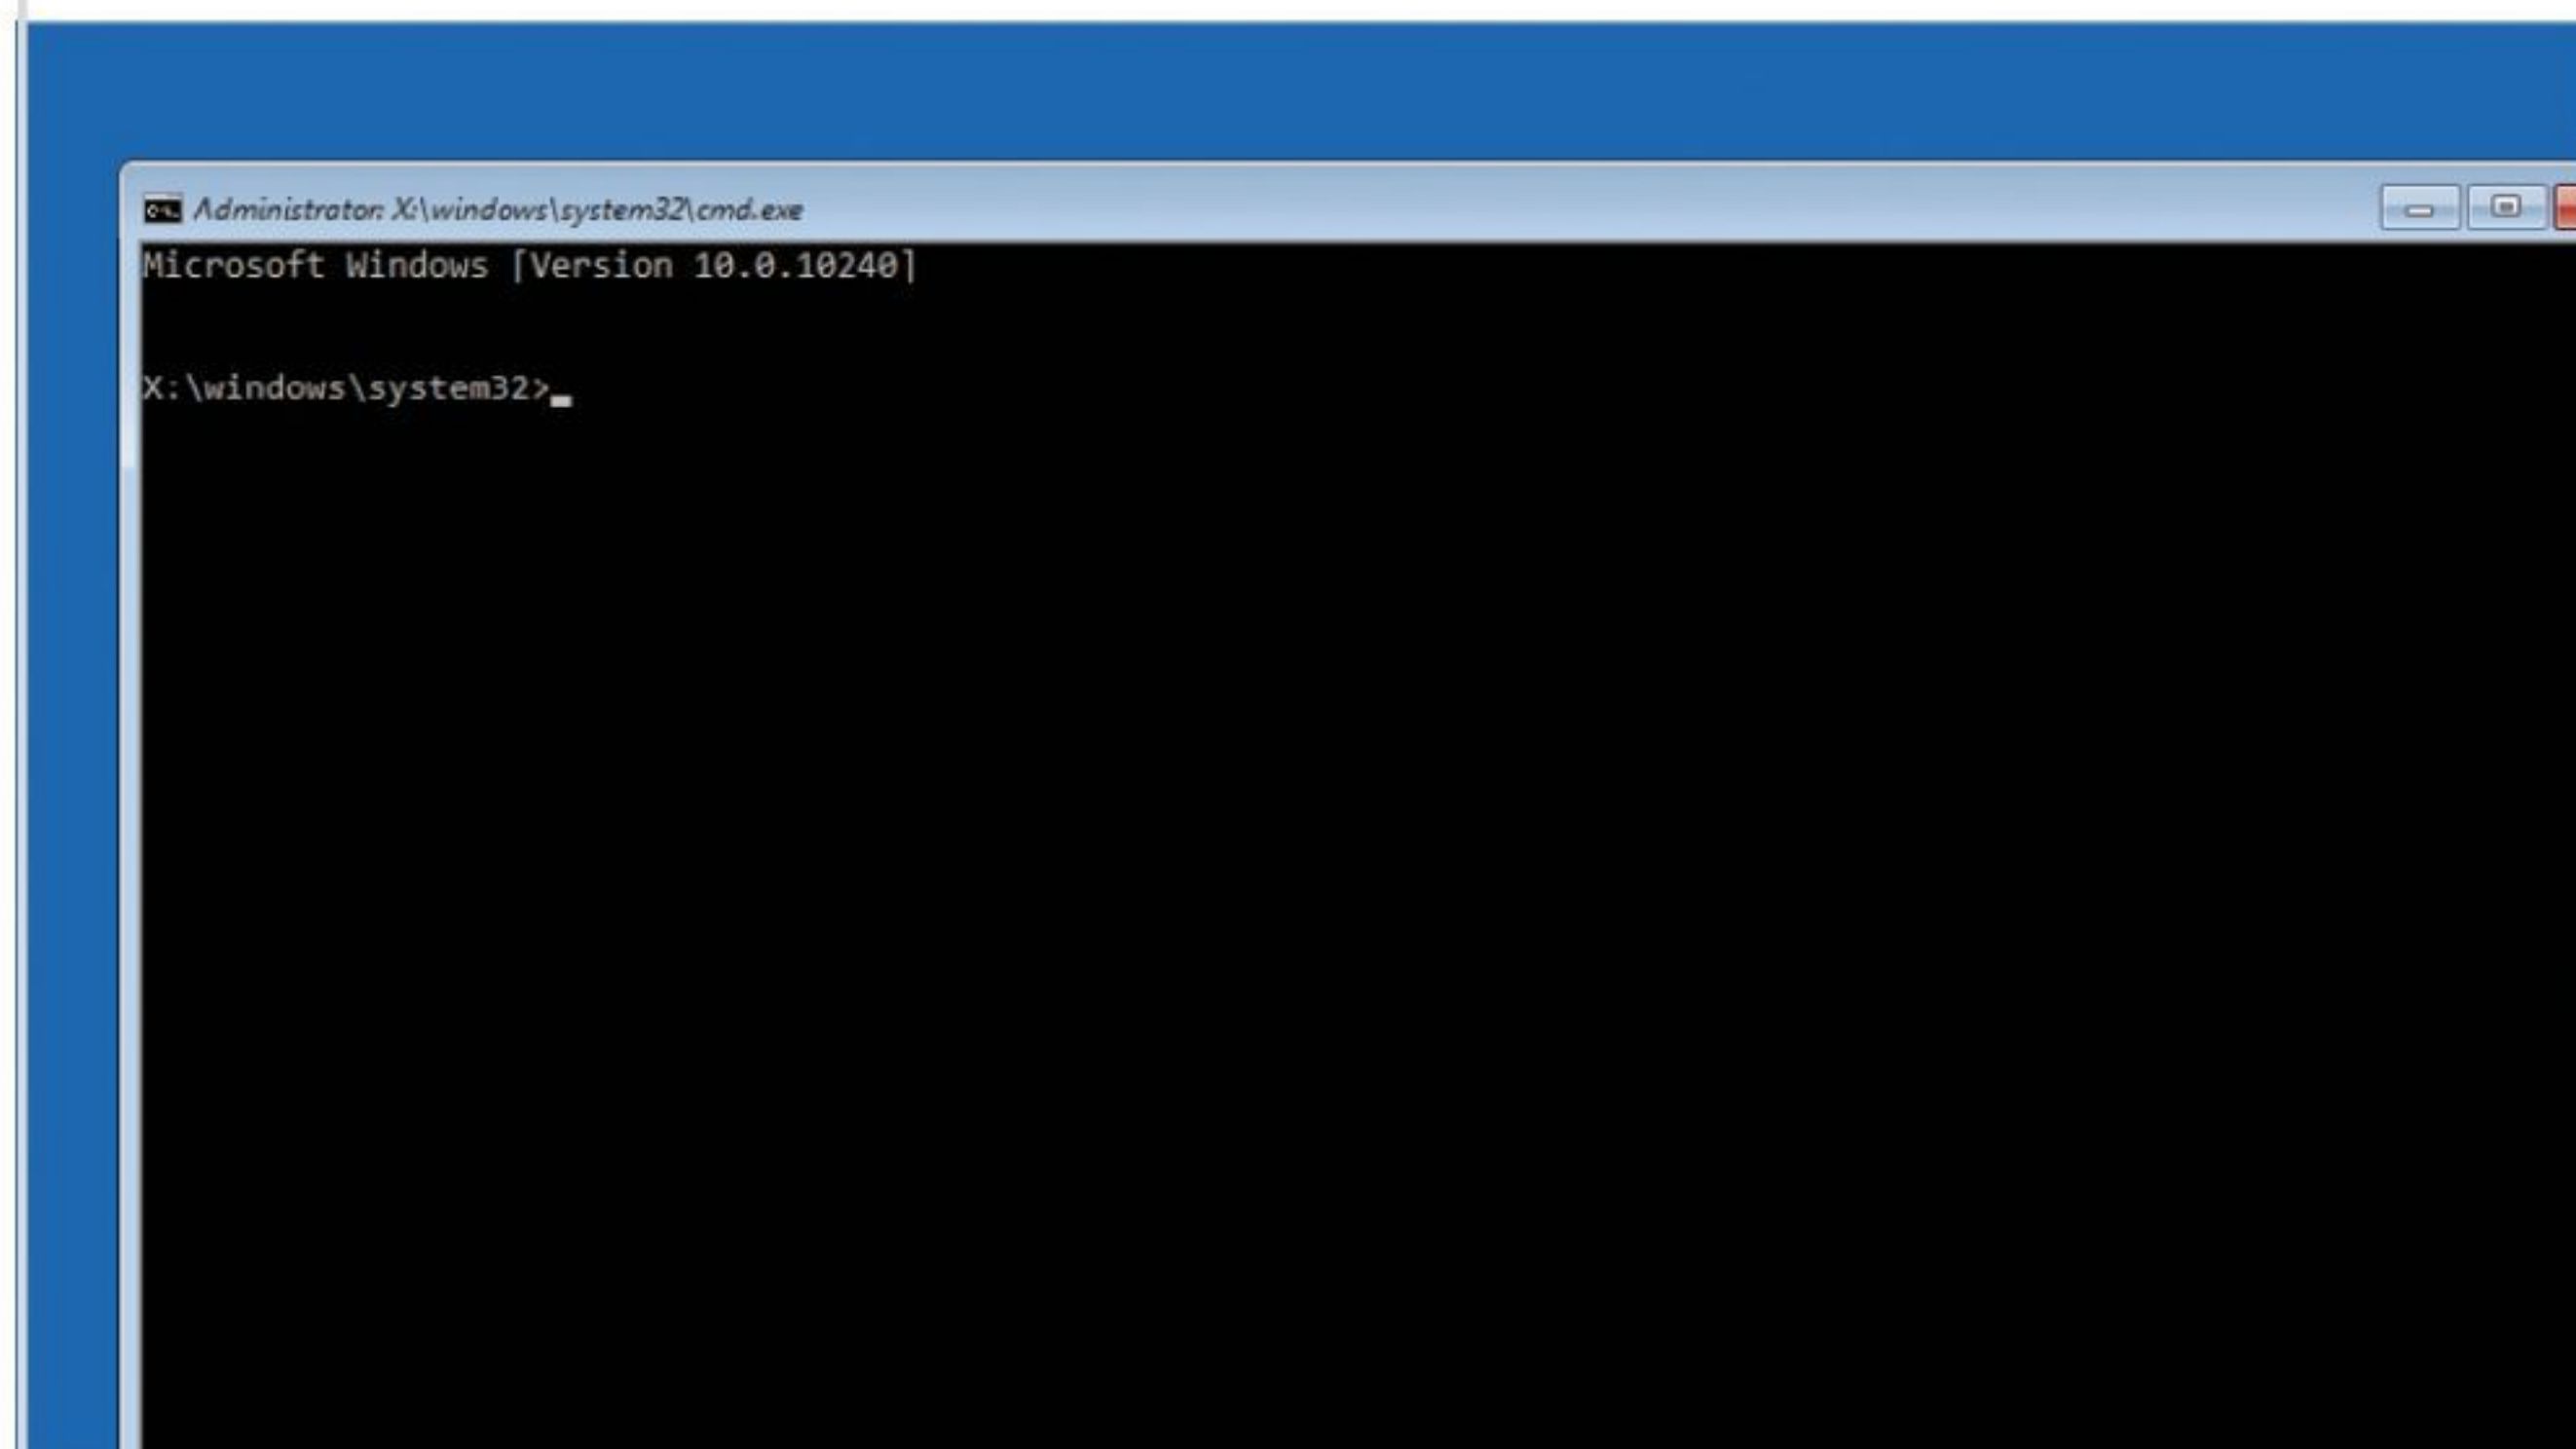 Administrator: X:\windows\system32\cmd.exe
Microsoft Windows [Version 10.0.10240]
X:\windows\system32>